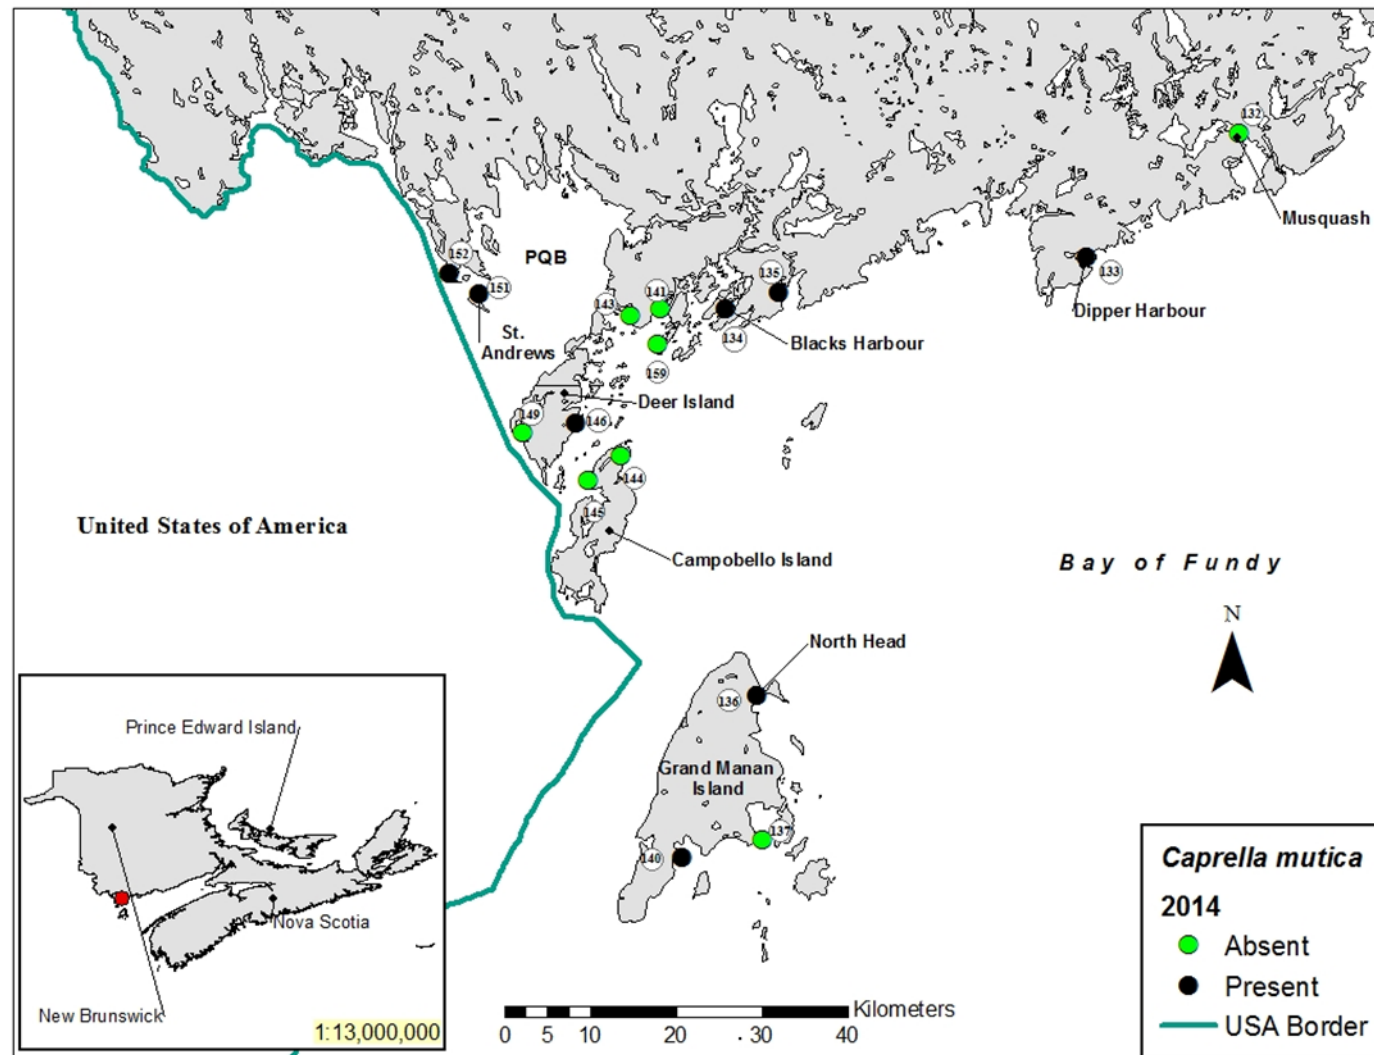 132
Musquash
152
PQB
151
135
133
143
141
Dipper Harbour
St.
Andrews
134
Blacks Harbour
159
Deer Island
149
146
144
145
United States of America
Campobello Island
Bay of Fundy
N
North Head
136
Grand Manan
Island
137
140
Prince Edward Island
Nova Scotia
New Brunswick
1:13,000,000
Kilometers
0 5 10 20 30 40
Caprella mutica
2014
Absent
Present
USA Border